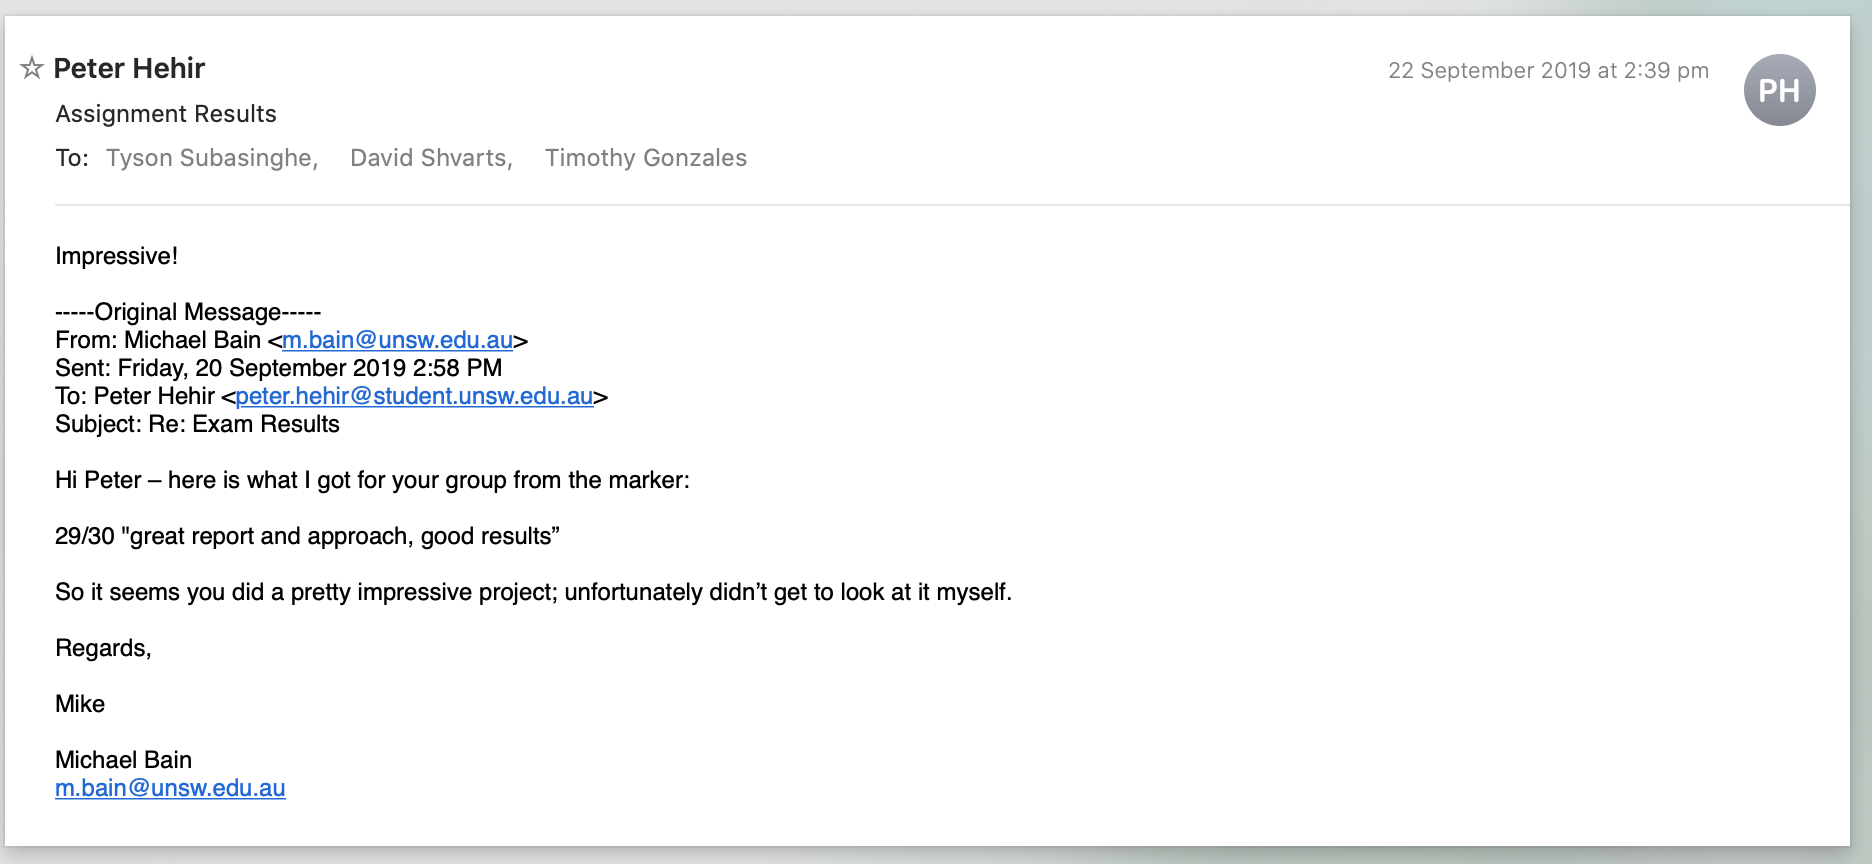 Peter Hehir
22 September 2019 at 2:39 pm
PH
Assignment Results
To: Tyson Subasinghe, David Shvarts, Timothy Gonzales
Impressive!
-----Original Message-----
From: Michael Bain <m.bain@unsw.edu.au>
Sent: Friday, 20 September 2019 2:58 PM
To: Peter Hehir <peter.hehir@student.unsw.edu.au>
Subject: Re: Exam Results
Hi Peter – here is what I got for your group from the marker:
29/30 "great report and approach, good results”
So it seems you did a pretty impressive project; unfortunately didn’t get to look at it myself.
Regards,
Mike
Michael Bain
m.bain@unsw.edu.au